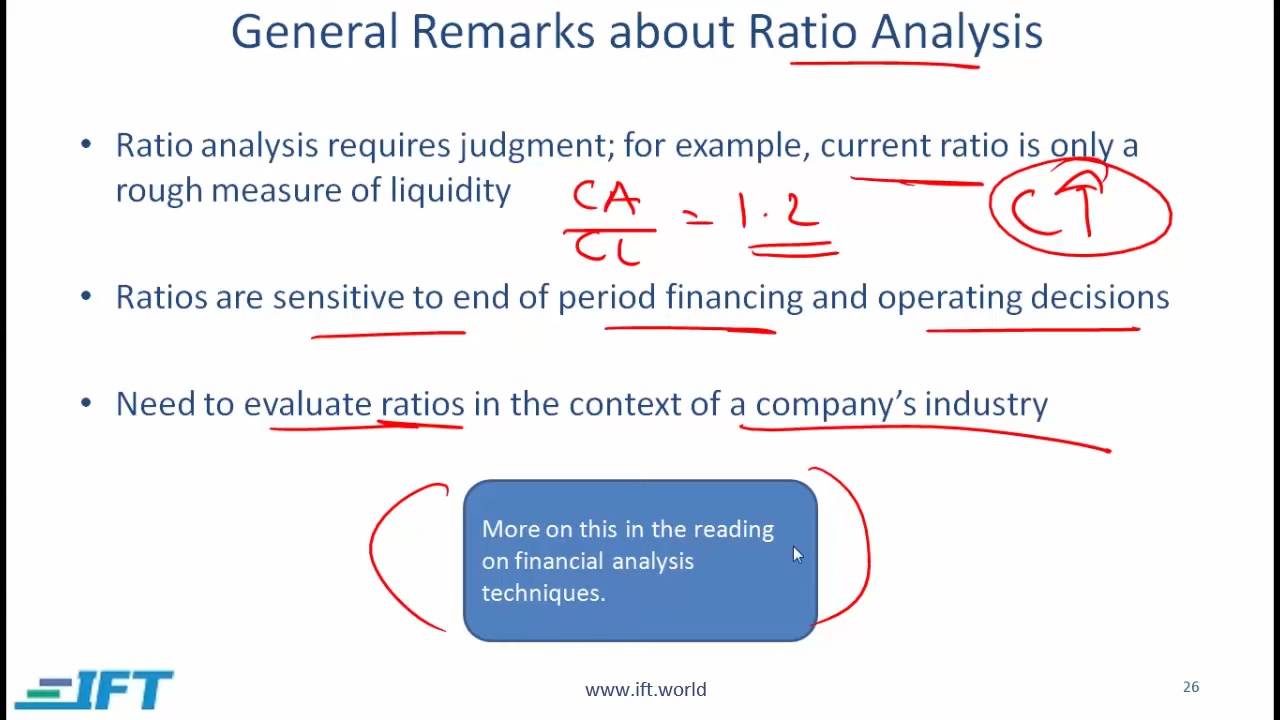 General Remarks about Ratio Analysis
• Ratio analysis requires judgment; for example, current ratio is only a
rough measure of liquidity
CA
CL
= 1.2
C↑
• Ratios are sensitive to end of period financing and operating decisions
• Need to evaluate ratios in the context of a company’s industry
More on this in the reading
on financial analysis
techniques.
IFT
www.ift.world
26